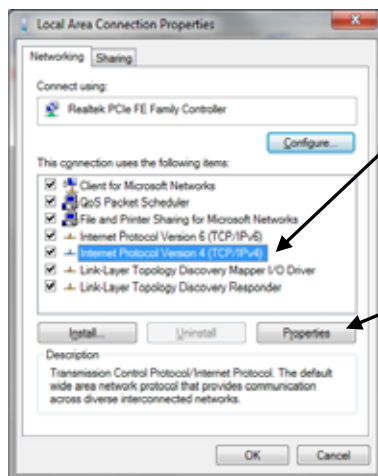 Local Area Connection Properties
Networking Sharing
Connect using:
Realtek PCIe FE Family Controller
Configure...
This connection uses the following items:
Client for Microsoft Networks
QoS Packet Scheduler
File and Printer Sharing for Microsoft Networks
Internet Protocol Version 6 (TCP/IPv6)
Internet Protocol Version 4 (TCP/IPv4)
Link-Layer Topology Discovery Mapper I/O Driver
Link-Layer Topology Discovery Responder
Install... Uninstall Properties
Description
Transmission Control Protocol/Internet Protocol. The default
wide area network protocol that provides communication
across diverse interconnected networks.
OK Cancel